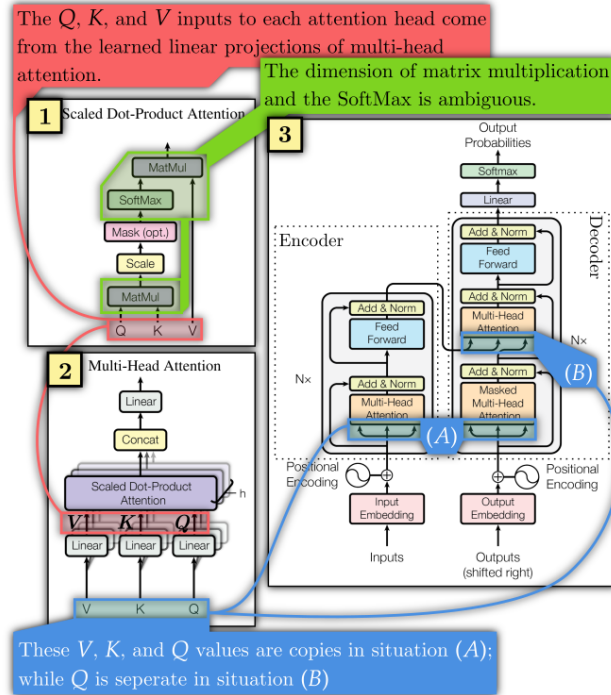 The Q, K, and V inputs to each attention head come
from the learned linear projections of multi-head
attention.
The dimension of matrix multiplication
and the SoftMax is ambiguous.
1
Scaled Dot-Product Attention
MatMul
SoftMax
Mask (opt.)
Scale
MatMul
Q K V
2
Multi-Head Attention
Linear
Concat
Scaled Dot-Product
Attention
h
V K Q
Linear Linear Linear
V K Q
3
Output
Probabilities
Softmax
Linear
Encoder
Decoder
Add & Norm
Feed
Forward
Add & Norm
Multi-Head
Attention
Add & Norm
Masked
Multi-Head
Attention
N×
(B)
Add & Norm
Feed
Forward
N×
Add & Norm
Multi-Head
Attention
(A)
Positional
Encoding
Positional
Encoding
Input
Embedding
Output
Embedding
Inputs
Outputs
(shifted right)
These V, K, and Q values are copies in situation (A);
while Q is seperate in situation (B)